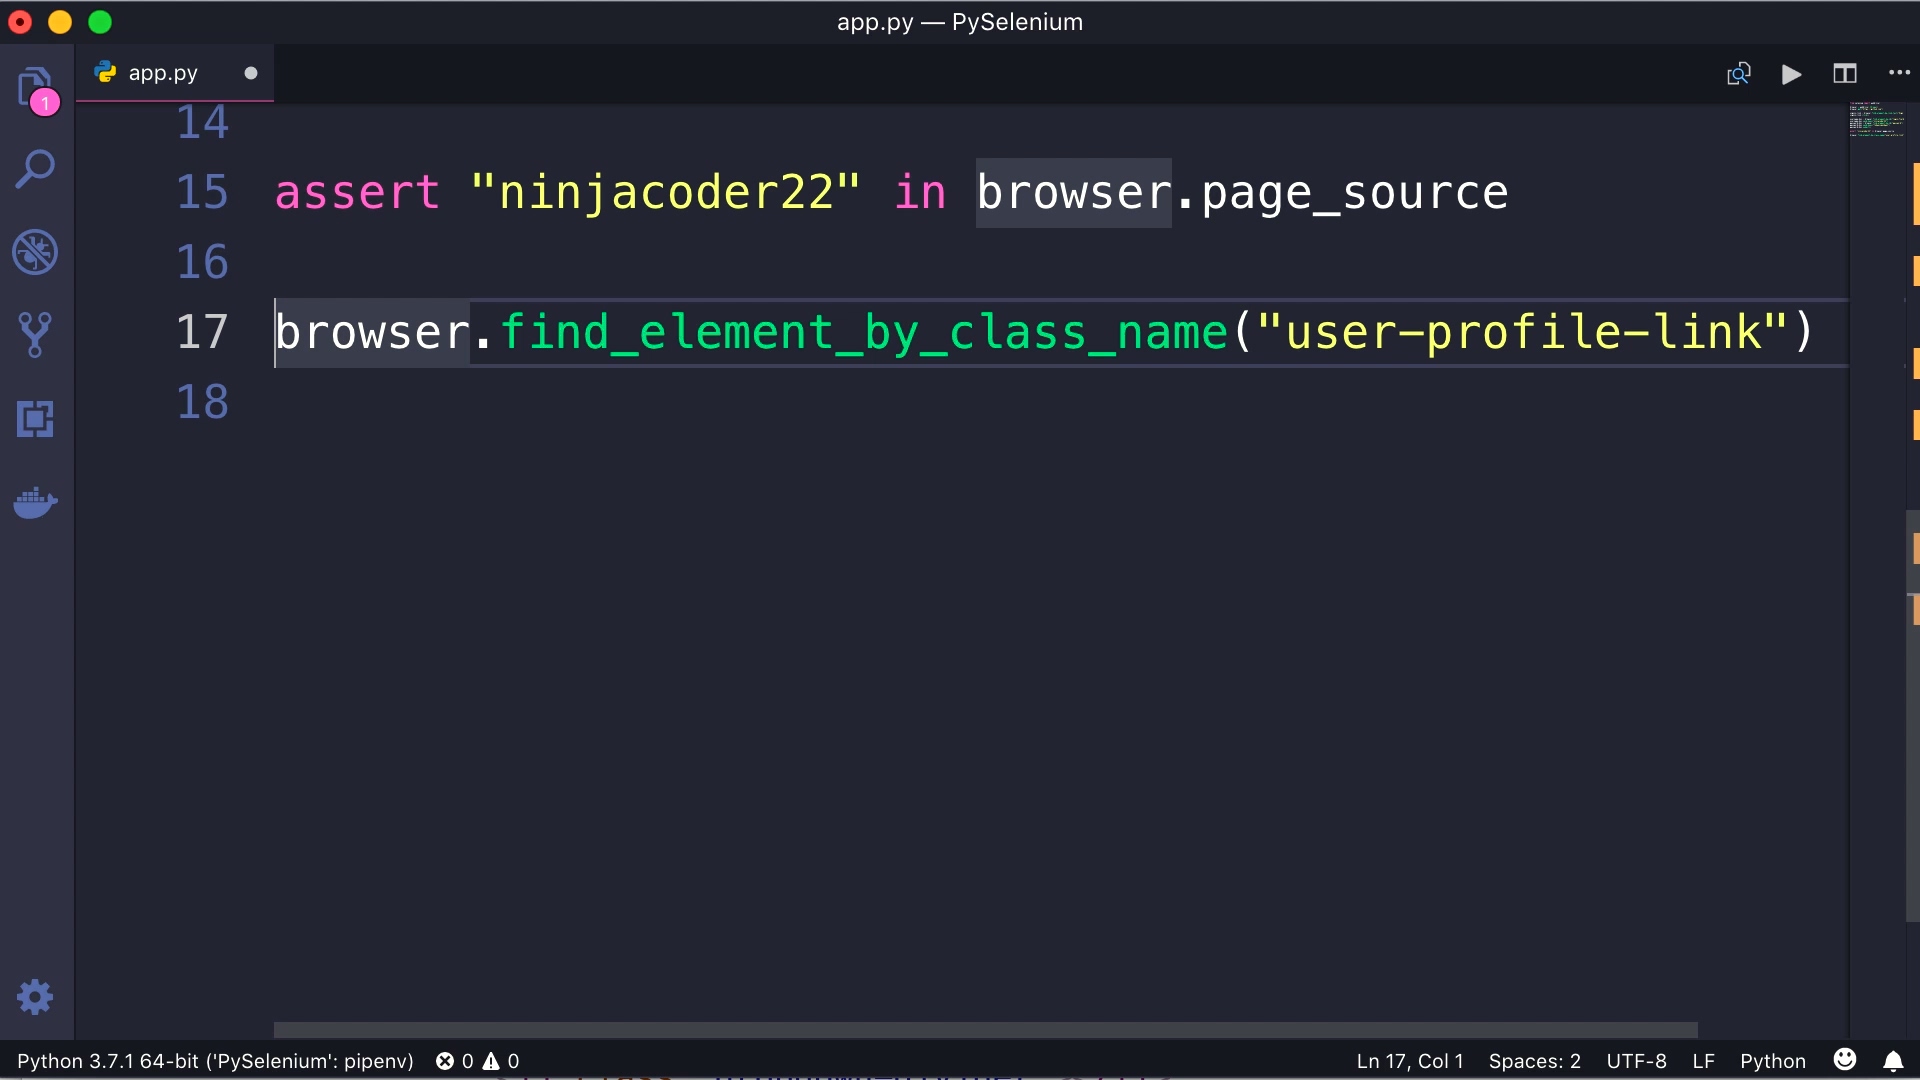 app.py — PySelenium
1
app.py
14
15 assert "ninjacoder22" in browser.page_source
16
17 browser.find_element_by_class_name("user-profile-link")
18
Python 3.7.1 64-bit ('PySelenium': pipenv) 0 0 Ln 17, Col 1 Spaces: 2 UTF-8 LF Python